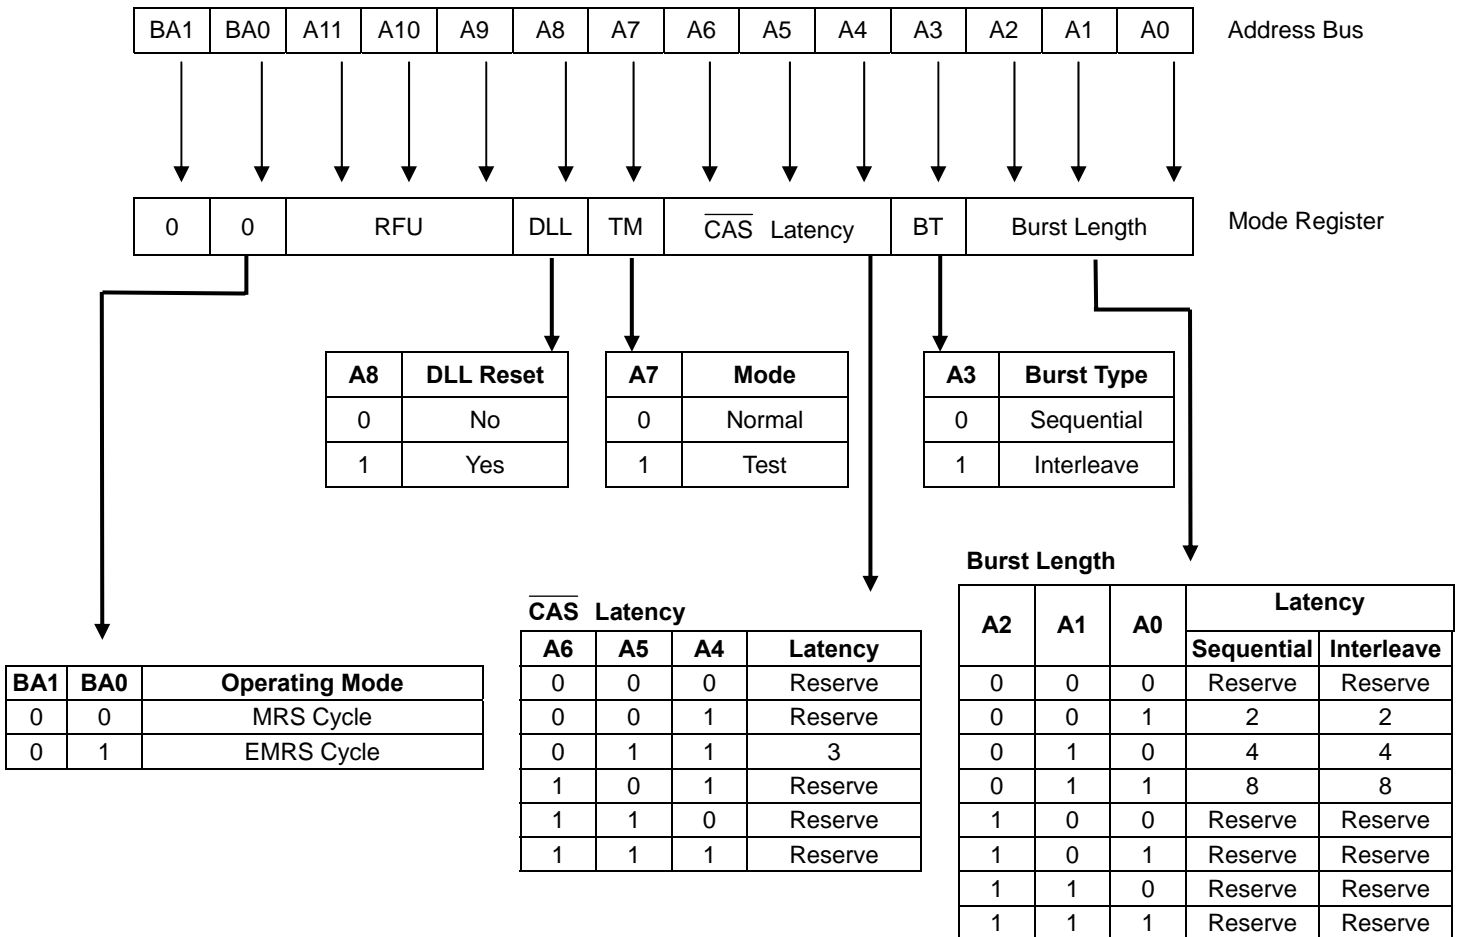 BA1 BA0 A11 A10 A9 A8 A7 A6 A5 A4 A3 A2 A1 A0 Address Bus
0 0 RFU DLL TM CAS Latency BT Burst Length Mode Register
A8 DLL Reset
0 No
1 Yes
A7 Mode
0 Normal
1 Test
A3 Burst Type
0 Sequential
1 Interleave
BA1 BA0 Operating Mode
0 0 MRS Cycle
0 1 EMRS Cycle
CAS Latency
A6 A5 A4 Latency
0 0 0 Reserve
0 0 1 Reserve
0 1 1 3
1 0 1 Reserve
1 1 0 Reserve
1 1 1 Reserve
Burst Length
A2 A1 A0 Latency
Sequential Interleave
0 0 0 Reserve Reserve
0 0 1 2 2
0 1 0 4 4
0 1 1 8 8
1 0 0 Reserve Reserve
1 0 1 Reserve Reserve
1 1 0 Reserve Reserve
1 1 1 Reserve Reserve